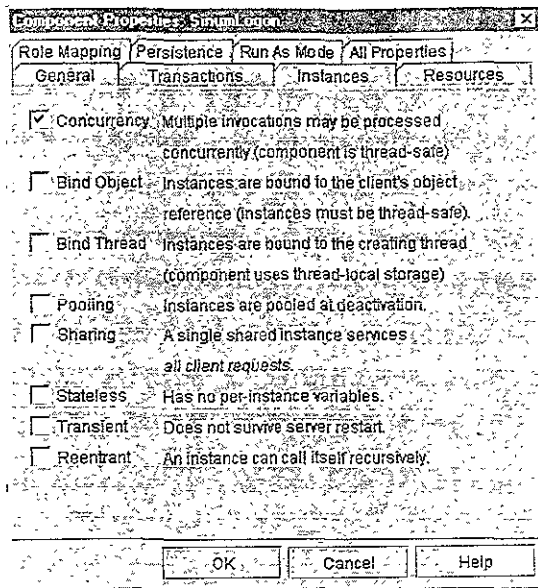 Component Properties: SinumLogon
Role Mapping Persistence Run As Mode All Properties
General Transactions Instances Resources
Concurrency Multiple invocations may be processed
concurrently (component is thread-safe)
Bind Object Instances are bound to the client's object
reference (instances must be thread-safe).
Bind Thread Instances are bound to the creating thread
(component uses thread-local storage)
Pooling Instances are pooled at deactivation.
Sharing A single shared instance services
all client requests.
Stateless Has no per-instance variables.
Transient Does not survive server restart.
Reentrant An instance can call itself recursively.
OK Cancel Help